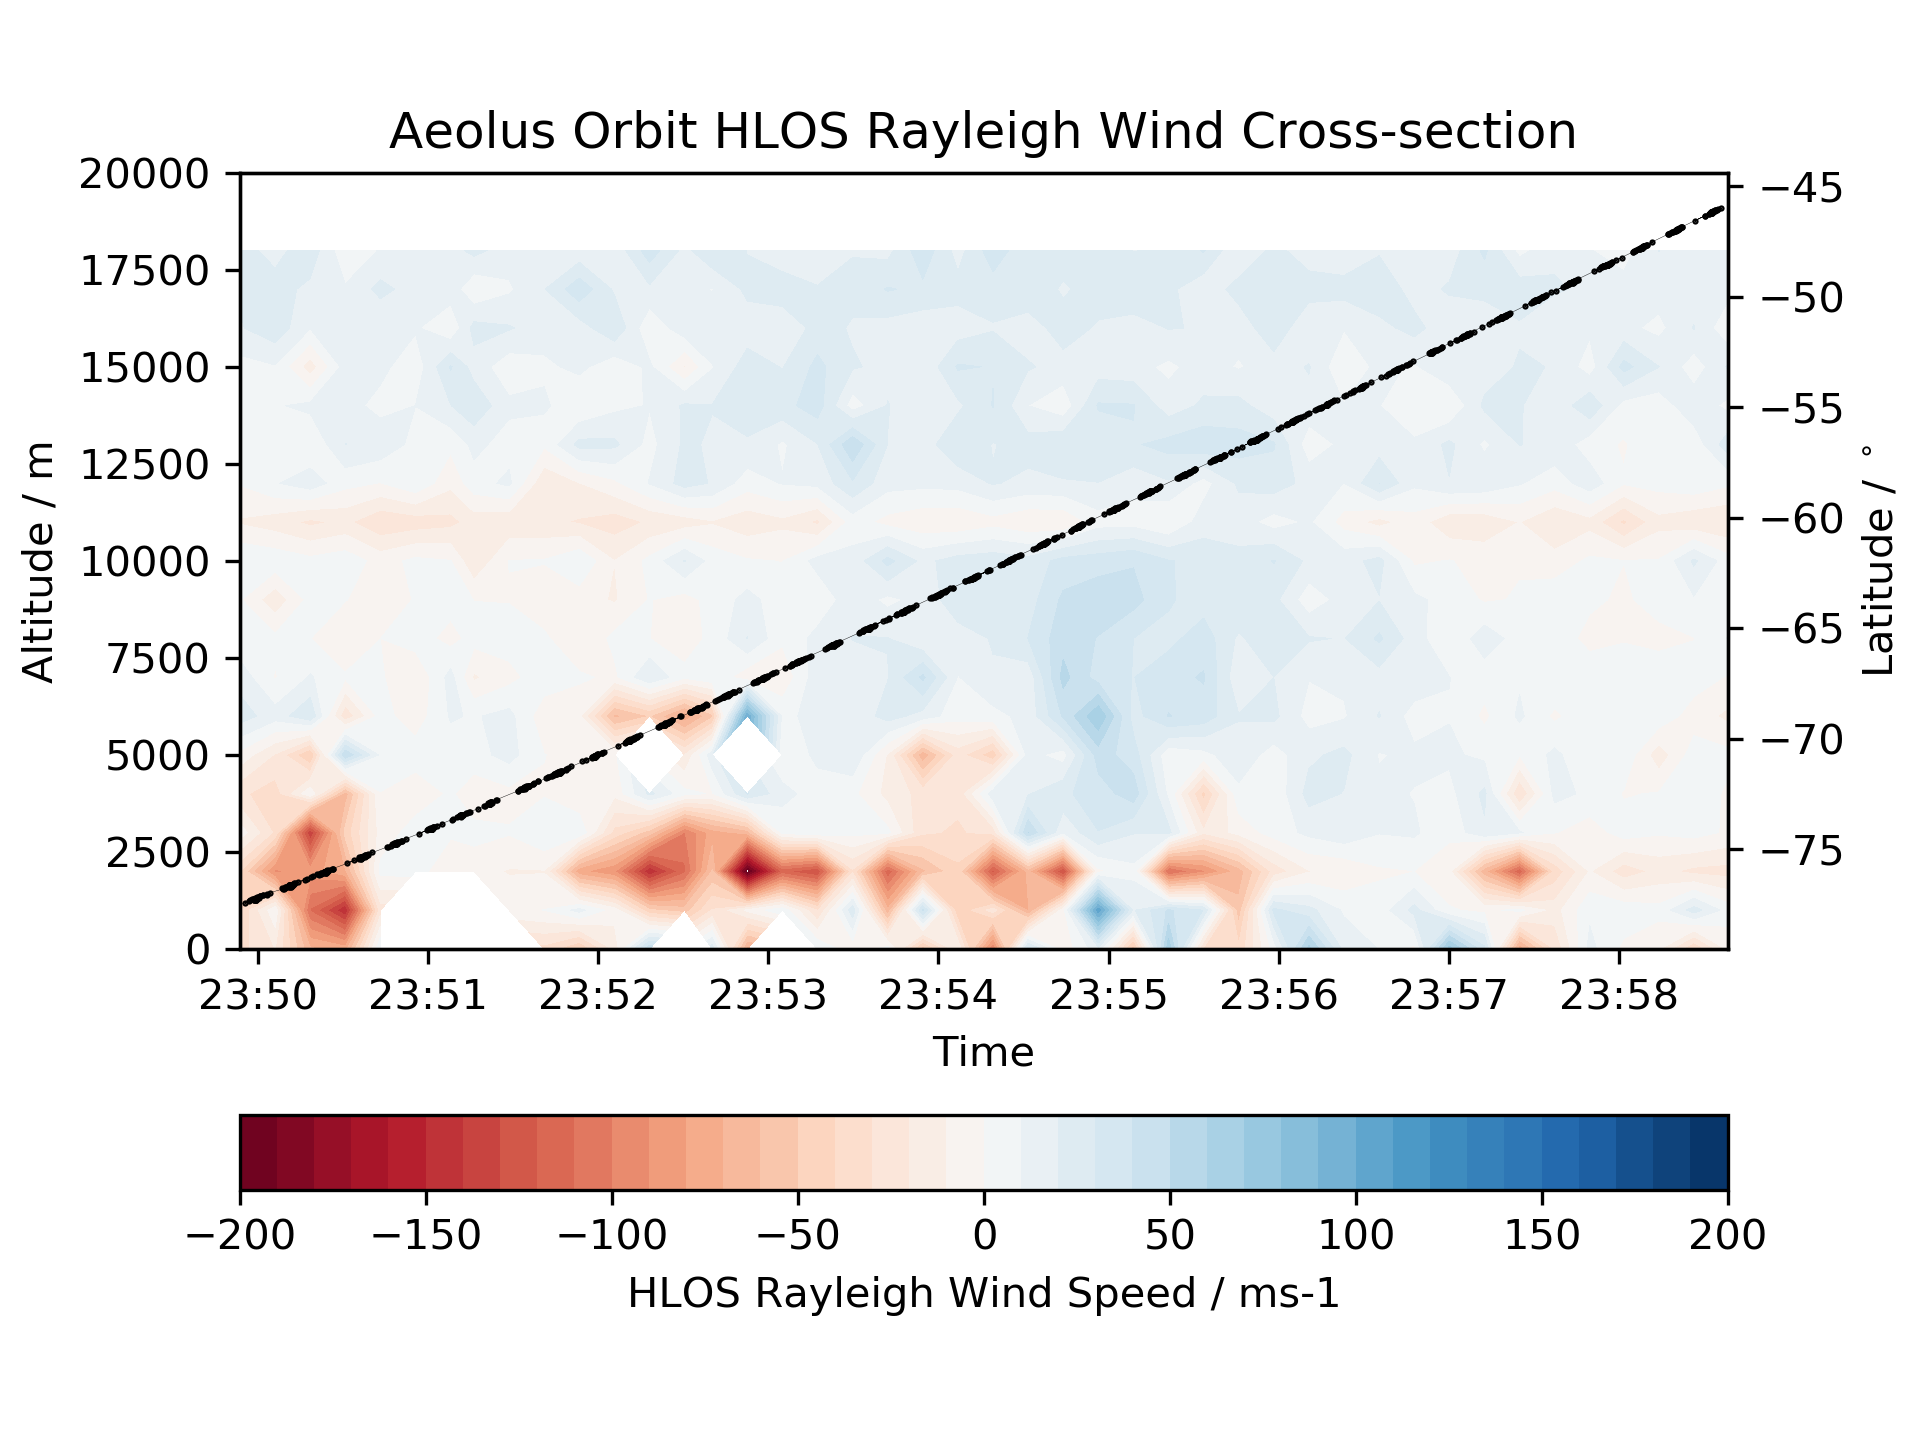 Aeolus Orbit HLOS Rayleigh Wind Cross-section
20000
17500
15000
12500
10000
7500
5000
2500
0
Altitude / m
−45
−50
−55
−60
−65
−70
−75
Latitude / °
23:50 23:51 23:52 23:53 23:54 23:55 23:56 23:57 23:58
Time
−200 −150 −100 −50 0 50 100 150 200
HLOS Rayleigh Wind Speed / ms-1